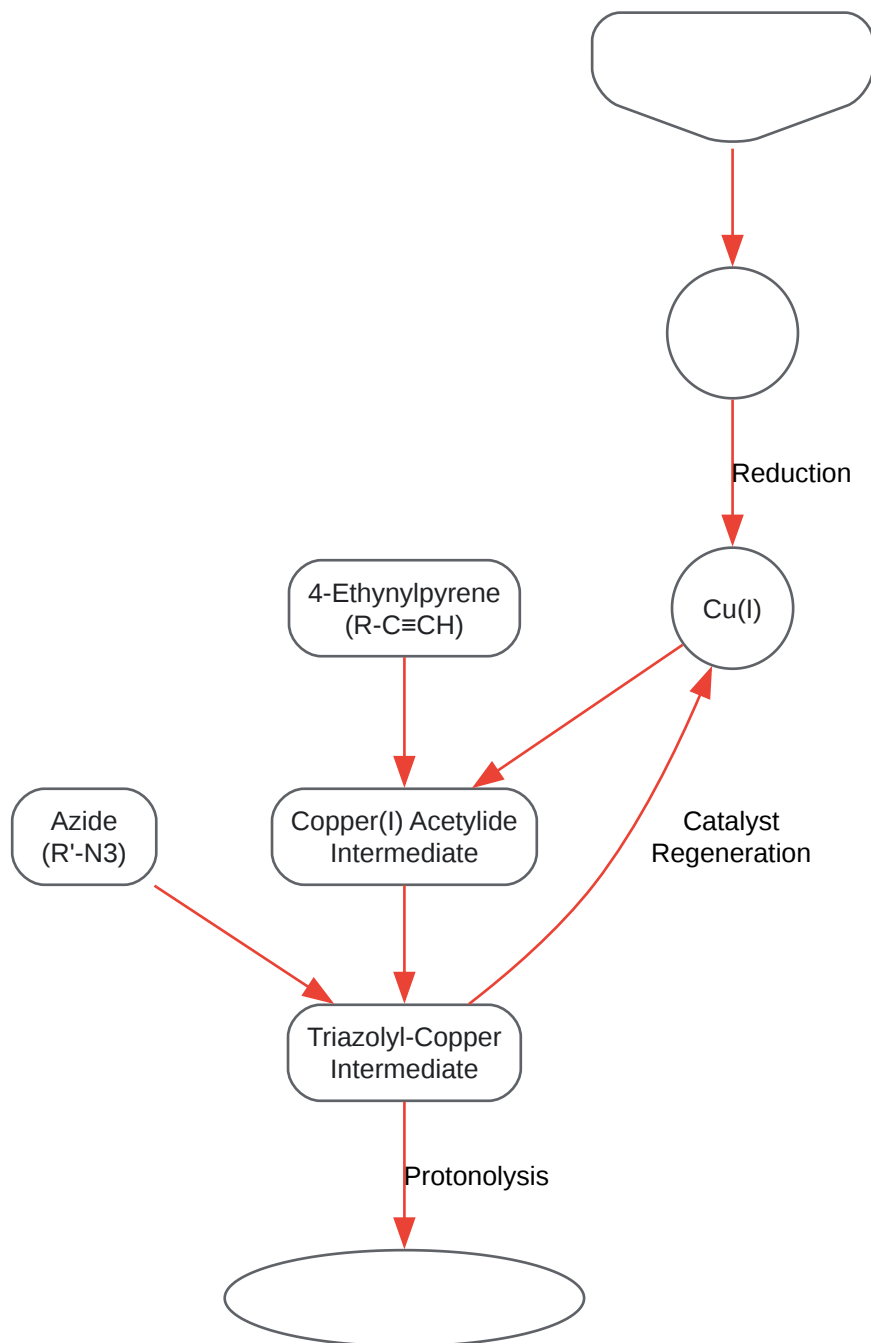 Reduction
4-Ethynylpyrene
(R-C≡CH)
Cu(I)
Azide
(R'-N3)
Copper(I) Acetylide
Intermediate
Catalyst
Regeneration
Triazolyl-Copper
Intermediate
Protonolysis